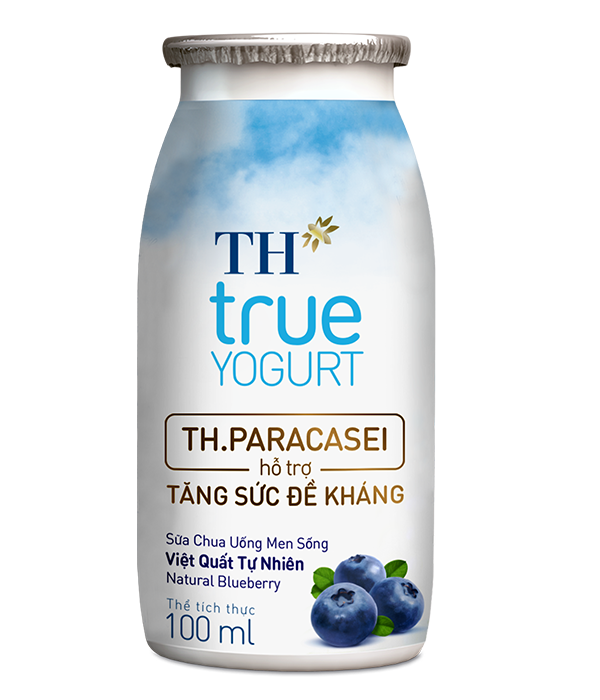 TH
true
YOGURT
TH.PARACASEI
hỗ trợ
TĂNG SỨC ĐỀ KHÁNG
Sữa Chua Uống Men Sống
Việt Quất Tự Nhiên
Natural Blueberry
Thể tích thực
100 ml